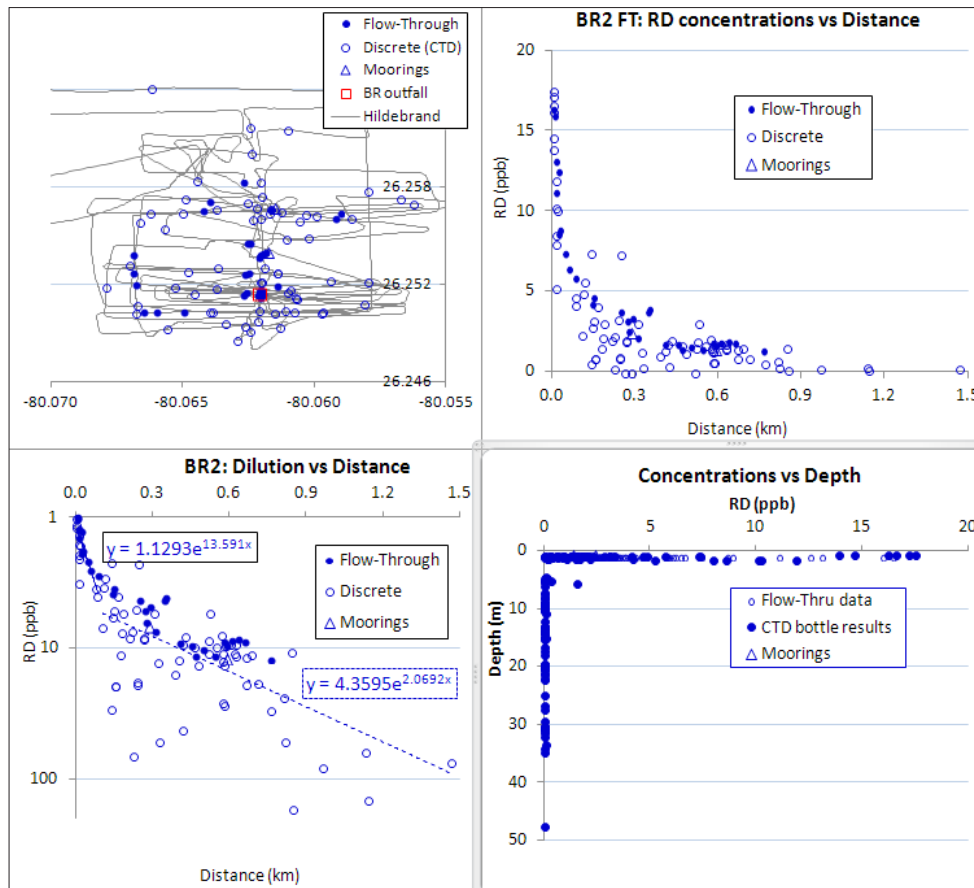 Flow-Through
Discrete (CTD)
Moorings
BR outfall
Hildebrand
26.258
26.252
26.246
-80.070
-80.065
-80.060
-80.055
BR2 FT: RD concentrations vs Distance
20
15
10
5
0
RD (ppb)
Flow-Through
Discrete
Moorings
0.0
0.3
0.6
0.9
1.2
1.5
Distance (km)
BR2: Dilution vs Distance
0.0
0.3
0.6
0.9
1.2
1.5
1
10
100
RD (ppb)
y = 1.1293e^13.591x
Flow-Through
Discrete
Moorings
y = 4.3595e^2.0692x
Distance (km)
Concentrations vs Depth
RD (ppb)
0
5
10
15
20
0
10
20
30
40
50
Depth (m)
Flow-Thru data
CTD bottle results
Moorings